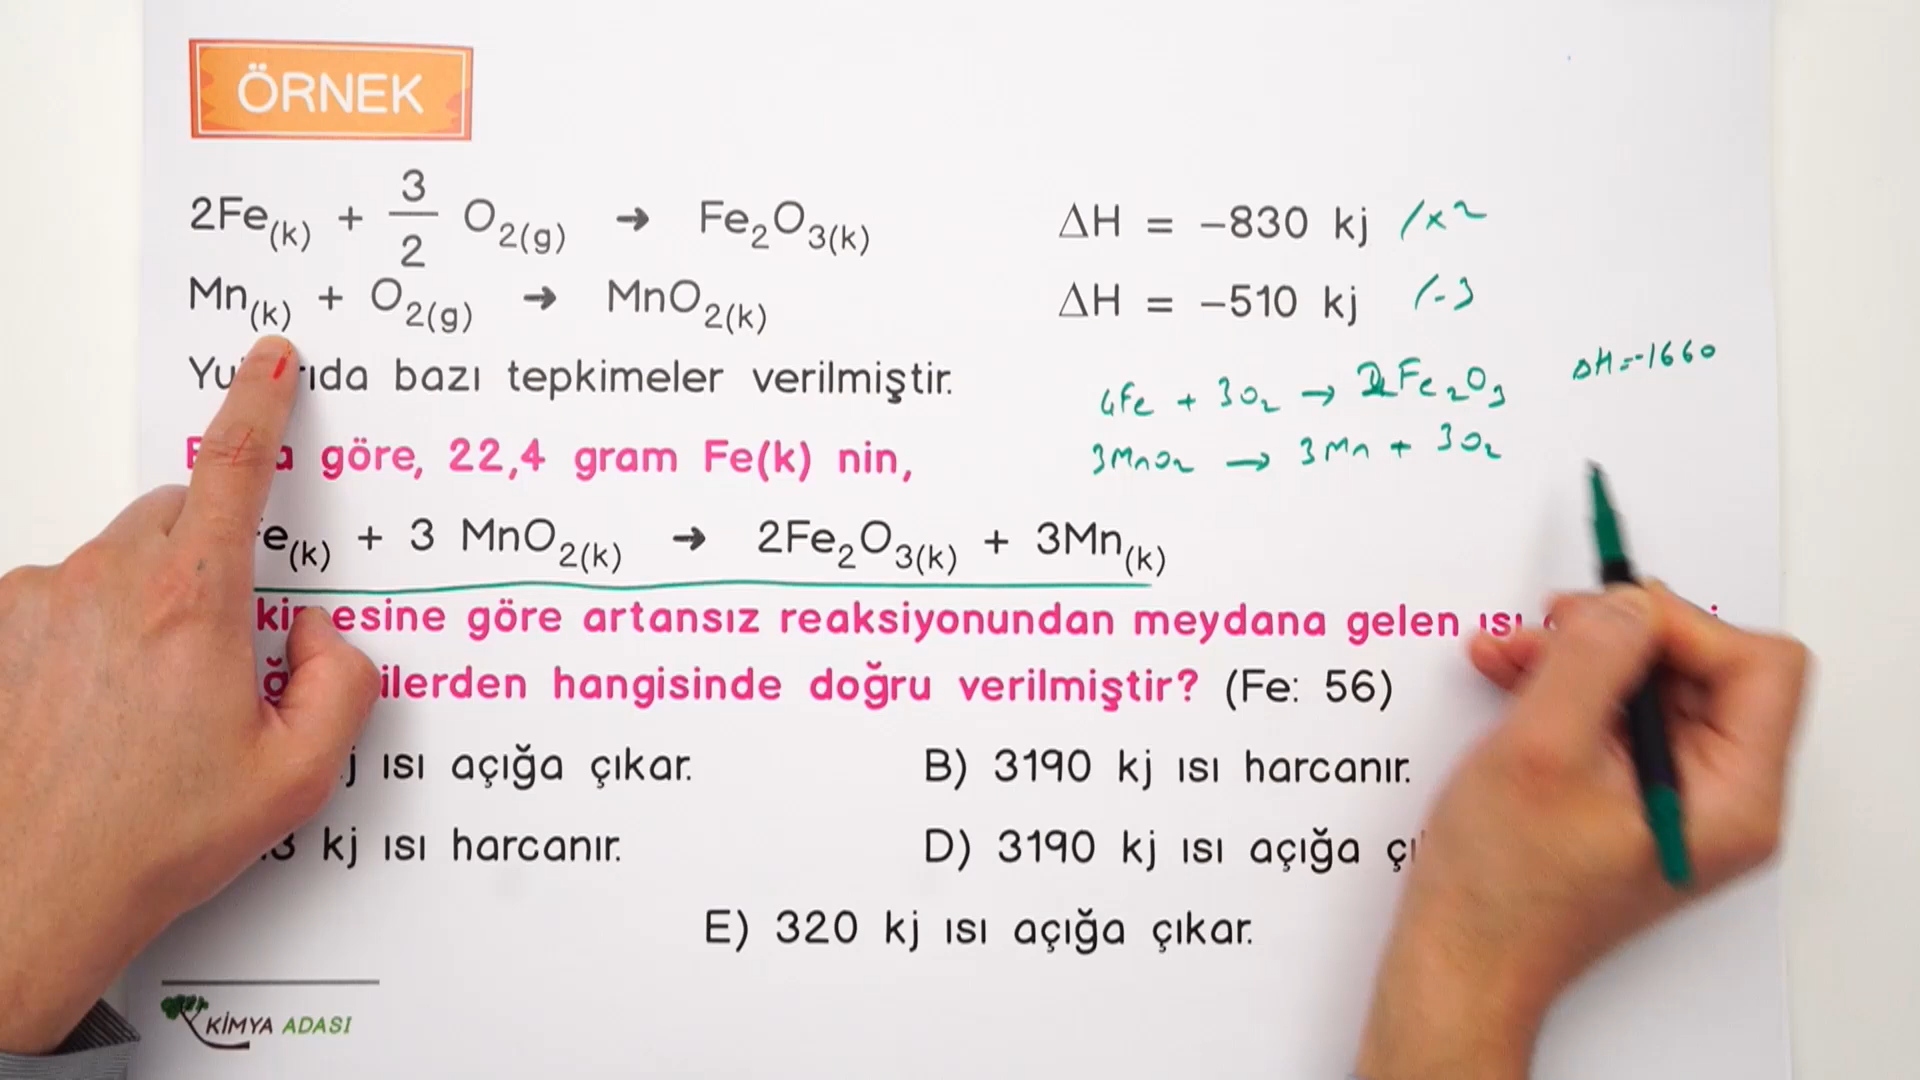 ÖRNEK
2Fe(k) + 3/2 O2(g) → Fe2O3(k) ΔH = -830 kj /x2
Mn(k) + O2(g) → MnO2(k) ΔH = -510 kj /-3
bazı tepkimeler verilmiştir.
4Fe + 3O2 → 2Fe2O3 ΔH=-1660
göre, 22,4 gram Fe(k) nin,
3MnO2 → 3Mn + 3O2
e(k) + 3 MnO2(k) → 2Fe2O3(k) + 3Mn(k)
göre artansız reaksiyonundan meydana gelen ısı
hangisinde doğru verilmiştir? (Fe: 56)
ısı açığa çıkar.
B) 3190 kj ısı harcanır.
kj ısı harcanır.
D) 3190 kj ısı açığa
E) 320 kj ısı açığa çıkar.
KİMYA ADASI